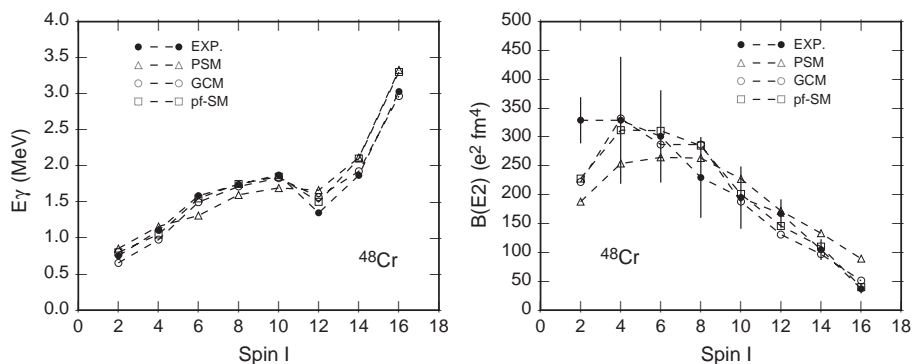 4.0
3.5
3.0
2.5
2.0
1.5
1.0
0.5
0.0
Eγ (MeV)
EXP.
PSM
GCM
pf-SM
⁴⁸Cr
0 2 4 6 8 10 12 14 16 18
Spin I
500
450
400
350
300
250
200
150
100
50
0
B(E2) (e² fm⁴)
EXP.
PSM
GCM
pf-SM
⁴⁸Cr
0 2 4 6 8 10 12 14 16 18
Spin I